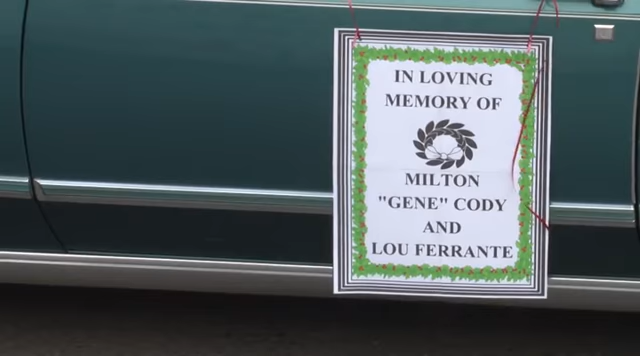 IN LOVING
MEMORY OF
MILTON
"GENE" CODY
AND
LOU FERRANTE